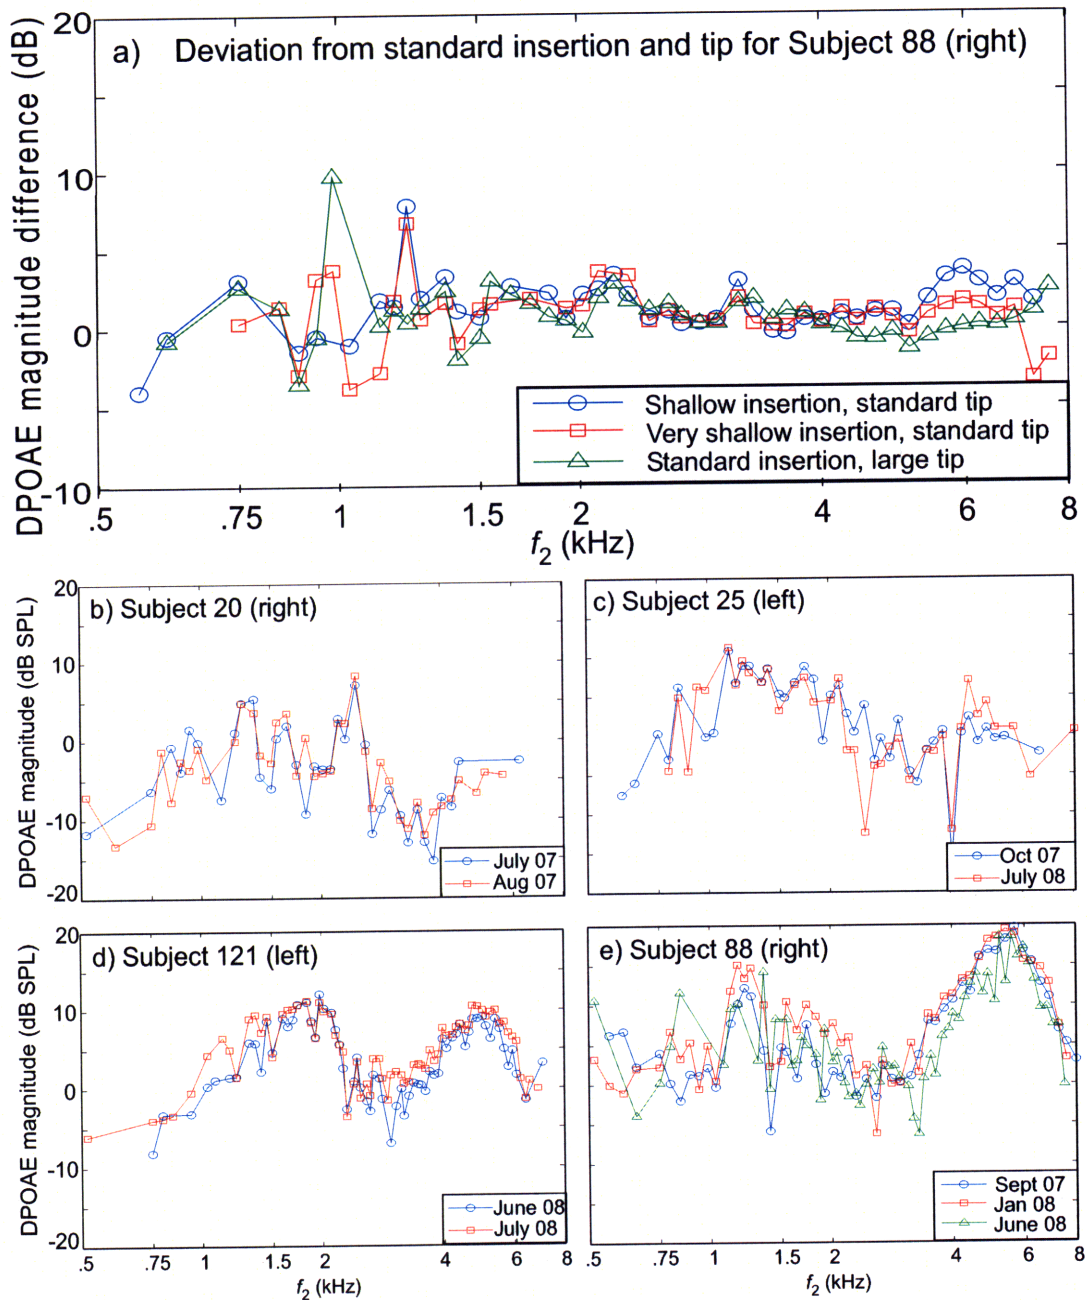 20
a) Deviation from standard insertion and tip for Subject 88 (right)
10
0
-10
DPOAE magnitude difference (dB)
Shallow insertion, standard tip
Very shallow insertion, standard tip
Standard insertion, large tip
.5 .75 1 1.5 2 4 6 8
f2 (kHz)
20
10
0
-10
-20
DPOAE magnitude (dB SPL)
b) Subject 20 (right)
July 07
Aug 07
c) Subject 25 (left)
Oct 07
July 08
20
10
0
-10
-20
DPOAE magnitude (dB SPL)
d) Subject 121 (left)
June 08
July 08
.5 .75 1 1.5 2 4 6 8
f2 (kHz)
e) Subject 88 (right)
Sept 07
Jan 08
June 08
.5 .75 1 2 4 6 8
f2 (kHz)